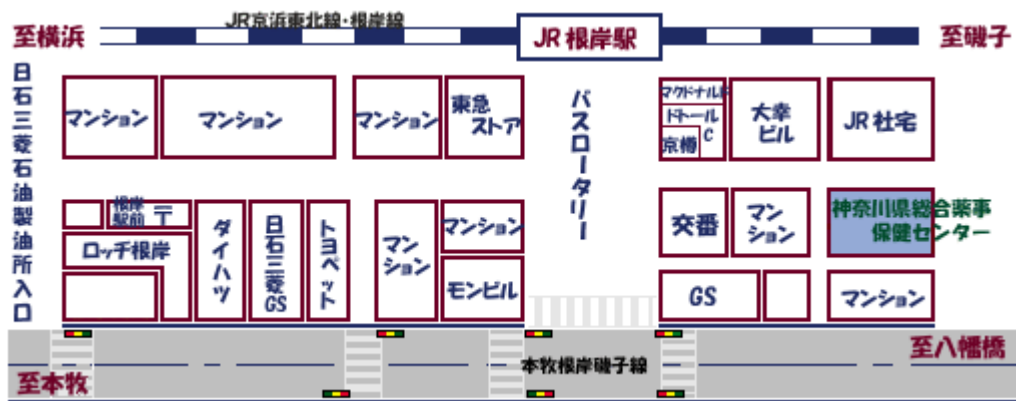 JR京浜東北線・根岸線
至横浜
JR根岸駅
至磯子
日石三菱石油製油所入口
マンション
マンション
マンション
東急
ストア
バスロータリー
マクドナルド
ドトール
京樽
C
大幸
ビル
JR社宅
根岸
駅前
〒
ロッヂ根岸
ダイハツ
日石三菱GS
トヨペット
マン
ション
マンション
モンビル
交番
マン
ション
神奈川県総合薬事
保健センター
GS
マンション
至八幡橋
本牧根岸磯子線
至本牧